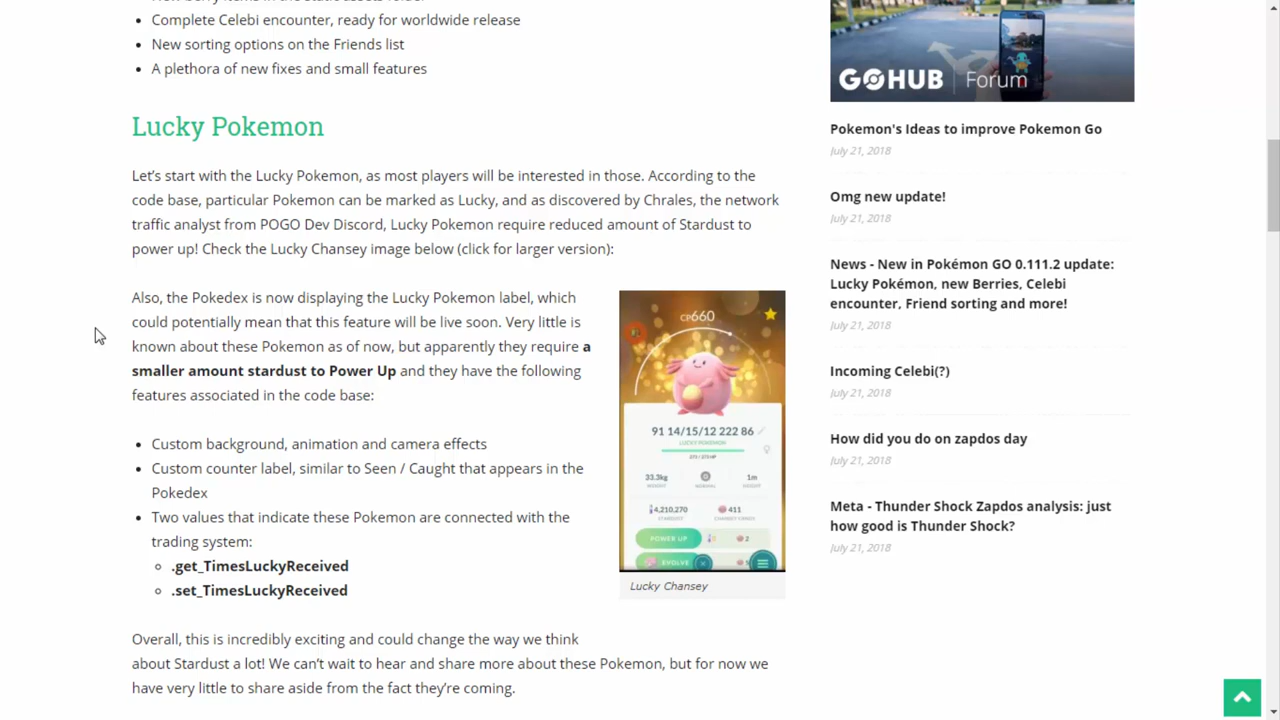 Complete Celebi encounter, ready for worldwide release
New sorting options on the Friends list
A plethora of new fixes and small features
Lucky Pokemon
Let's start with the Lucky Pokemon, as most players will be interested in those. According to the
code base, particular Pokemon can be marked as Lucky, and as discovered by Chrales, the network
traffic analyst from POGO Dev Discord, Lucky Pokemon require reduced amount of Stardust to
power up! Check the Lucky Chansey image below (click for larger version):
Also, the Pokedex is now displaying the Lucky Pokemon label, which
could potentially mean that this feature will be live soon. Very little is
known about these Pokemon as of now, but apparently they require a
smaller amount stardust to Power Up and they have the following
features associated in the code base:
Custom background, animation and camera effects
Custom counter label, similar to Seen / Caught that appears in the
Pokedex
Two values that indicate these Pokemon are connected with the
trading system:
.get_TimesLuckyReceived
.set_TimesLuckyReceived
CP660
91 14/15/12 222 86
LUCKY POKEMON
273 / 273 HP
33.3kg
1m
WEIGHT
NORMAL
HEIGHT
4,210,270
411
STARDUST
CHANSEY CANDY
POWER UP
2
EVOLVE
Lucky Chansey
Overall, this is incredibly exciting and could change the way we think
about Stardust a lot! We can't wait to hear and share more about these Pokemon, but for now we
have very little to share aside from the fact they're coming.
GOHUB | Forum
Pokemon's Ideas to improve Pokemon Go
July 21, 2018
Omg new update!
July 21, 2018
News - New in Pokémon GO 0.111.2 update:
Lucky Pokémon, new Berries, Celebi
encounter, Friend sorting and more!
July 21, 2018
Incoming Celebi(?)
July 21, 2018
How did you do on zapdos day
July 21, 2018
Meta - Thunder Shock Zapdos analysis: just
how good is Thunder Shock?
July 21, 2018